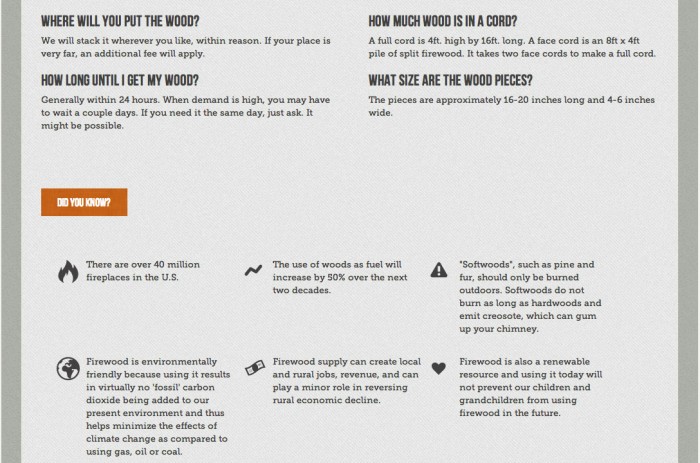 WHERE WILL YOU PUT THE WOOD?
We will stack it wherever you like, within reason. If your place is
very far, an additional fee will apply.
HOW LONG UNTIL I GET MY WOOD?
Generally within 24 hours. When demand is high, you may have
to wait a couple days. If you need it the same day, just ask. It
might be possible.
HOW MUCH WOOD IS IN A CORD?
A full cord is 4ft. high by 16ft. long. A face cord is an 8ft x 4ft
pile of split firewood. It takes two face cords to make a full cord.
WHAT SIZE ARE THE WOOD PIECES?
The pieces are approximately 16-20 inches long and 4-6 inches
wide.
DID YOU KNOW?
There are over 40 million
fireplaces in the U.S.
The use of woods as fuel will
increase by 50% over the next
two decades.
"Softwoods", such as pine and
fur, should only be burned
outdoors. Softwoods do not
burn as long as hardwoods and
emit creosote, which can gum
up your chimney.
Firewood is environmentally
friendly because using it results
in virtually no 'fossil' carbon
dioxide being added to our
present environment and thus
helps minimize the effects of
climate change as compared to
using gas, oil or coal.
Firewood supply can create local
and rural jobs, revenue, and can
play a minor role in reversing
rural economic decline.
Firewood is also a renewable
resource and using it today will
not prevent our children and
grandchildren from using
firewood in the future.